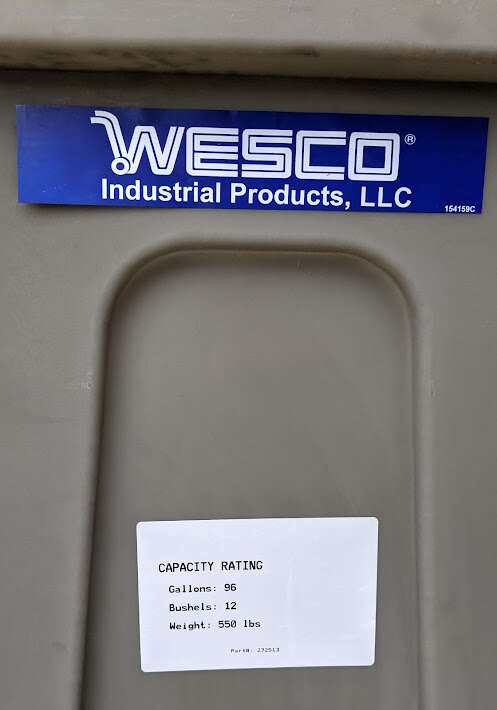 WESCO®
Industrial Products, LLC
154159C
CAPACITY RATING
Gallons: 96
Bushels: 12
Weight: 550 lbs
Part#: 272513